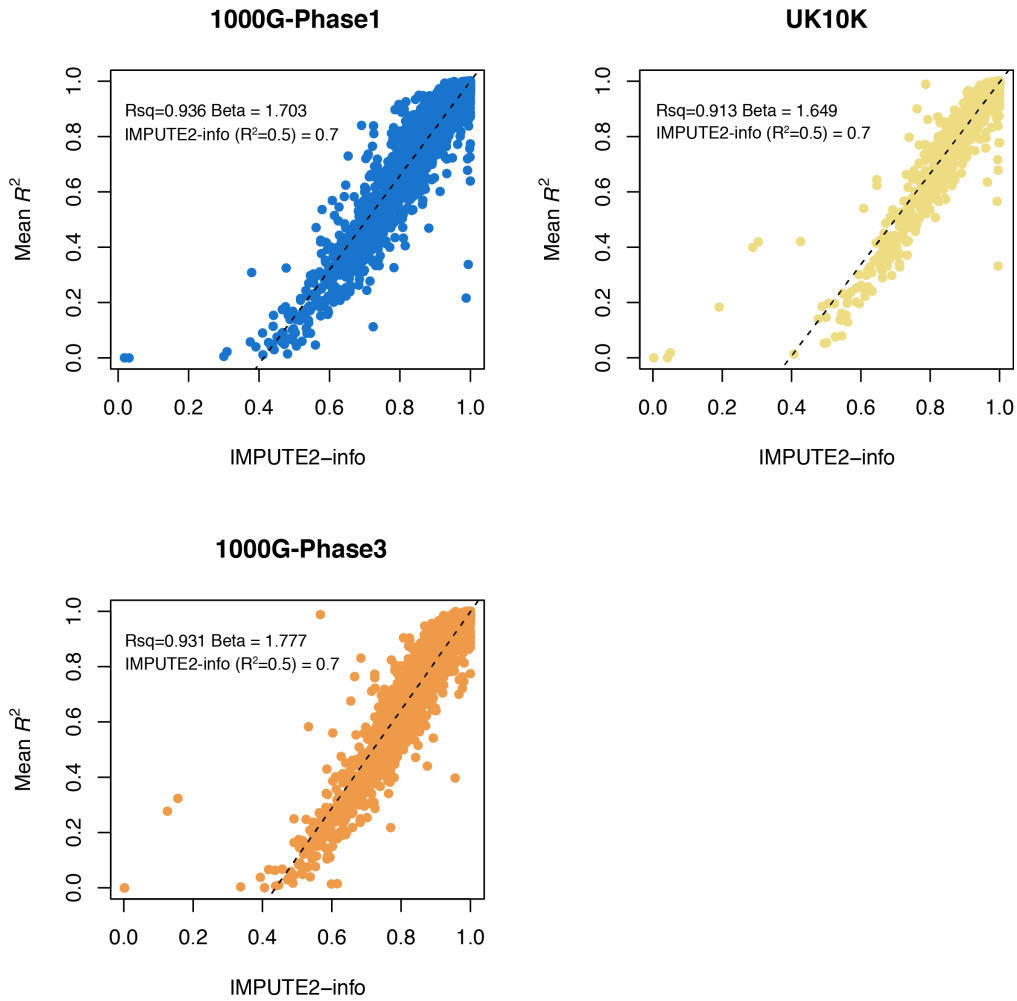 1000G-Phase1
Rsq=0.936 Beta = 1.703
IMPUTE2-info (R²=0.5) = 0.7
Mean R²
0.0 0.2 0.4 0.6 0.8 1.0
0.0 0.2 0.4 0.6 0.8 1.0
IMPUTE2−info
UK10K
Rsq=0.913 Beta = 1.649
IMPUTE2-info (R²=0.5) = 0.7
Mean R²
0.0 0.2 0.4 0.6 0.8 1.0
0.0 0.2 0.4 0.6 0.8 1.0
IMPUTE2−info
1000G-Phase3
Rsq=0.931 Beta = 1.777
IMPUTE2-info (R²=0.5) = 0.7
Mean R²
0.0 0.2 0.4 0.6 0.8 1.0
0.0 0.2 0.4 0.6 0.8 1.0
IMPUTE2−info